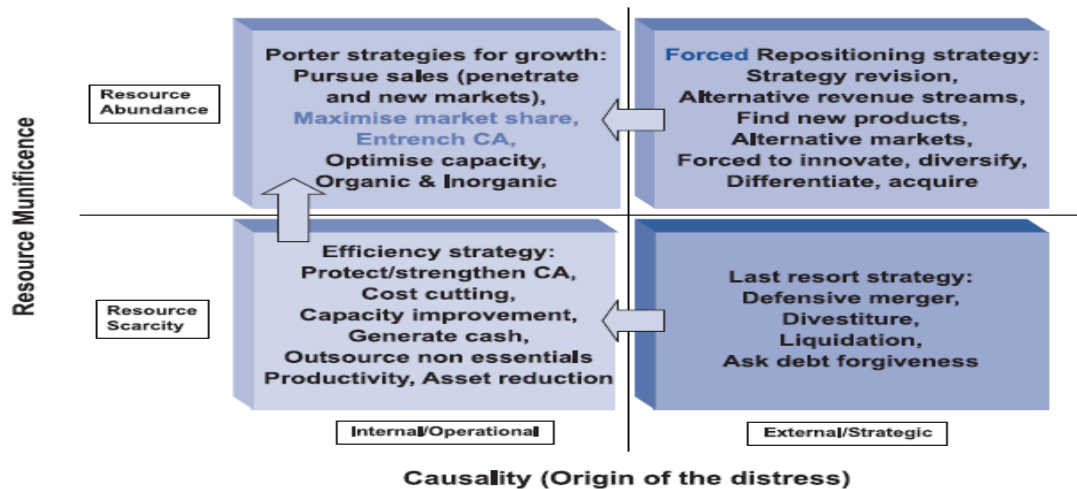 Resource Munificence
Resource
Abundance
Porter strategies for growth:
Pursue sales (penetrate
and new markets),
Maximise market share,
Entrench CA,
Optimise capacity,
Organic & Inorganic
Forced Repositioning strategy:
Strategy revision,
Alternative revenue streams,
Find new products,
Alternative markets,
Forced to innovate, diversify,
Differentiate, acquire
Resource
Scarcity
Efficiency strategy:
Protect/strengthen CA,
Cost cutting,
Capacity improvement,
Generate cash,
Outsource non essentials
Productivity, Asset reduction
Last resort strategy:
Defensive merger,
Divestiture,
Liquidation,
Ask debt forgiveness
Internal/Operational
External/Strategic
Causality (Origin of the distress)